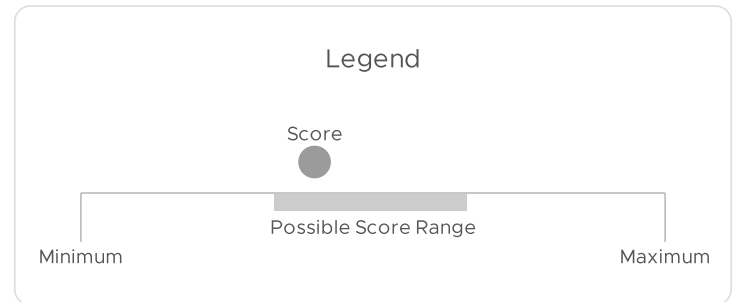 Legend
Score
Possible Score Range
Minimum
Maximum